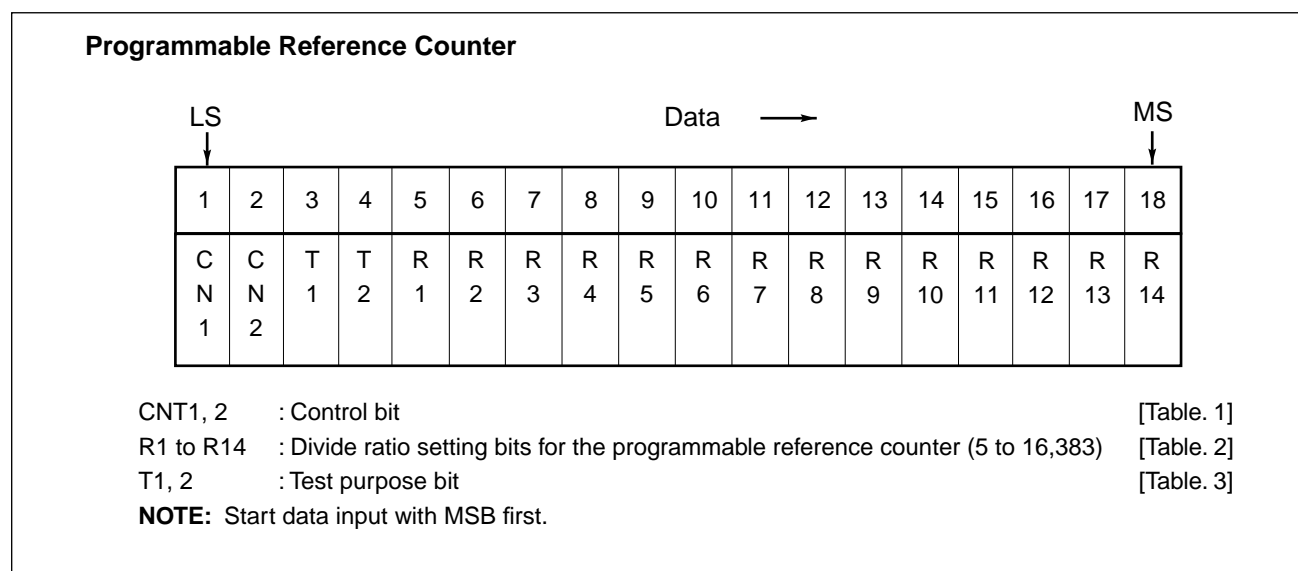 Programmable Reference Counter
LS Data MS
1 2 3 4 5 6 7 8 9 10 11 12 13 14 15 16 17 18
C C T T R R R R R R R R R R R R R R
N N 1 2 1 2 3 4 5 6 7 8 9 10 11 12 13 14
1 2
CNT1, 2 : Control bit [Table. 1]
R1 to R14 : Divide ratio setting bits for the programmable reference counter (5 to 16,383) [Table. 2]
T1, 2 : Test purpose bit [Table. 3]
NOTE: Start data input with MSB first.